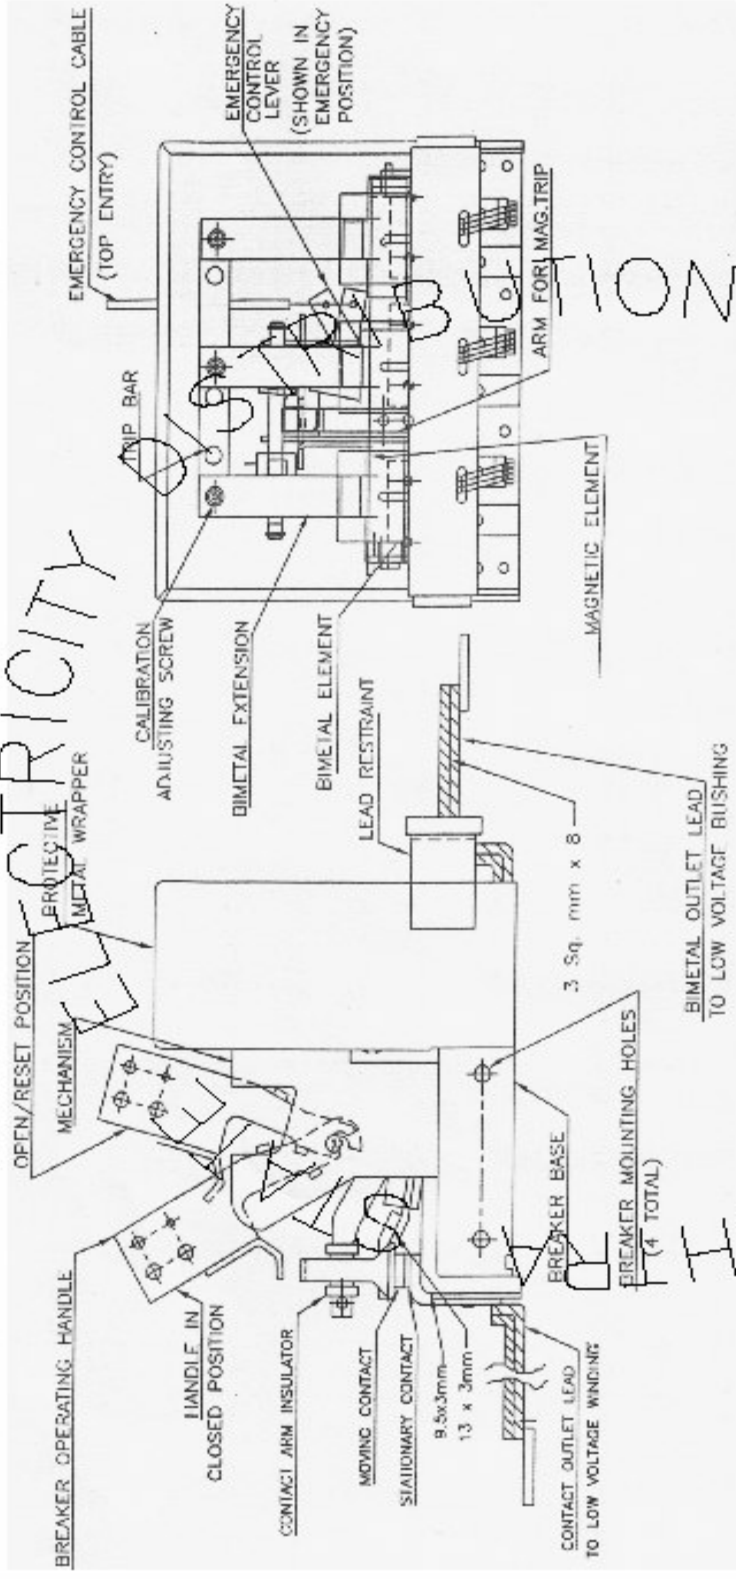 EMERGENCY CONTROL CABLE
(TOP ENTRY)
EMERGENCY
CONTROL
LEVER
(SHOWN IN
EMERGENCY
POSITION)
TRIP BAR
ARM FOR MAG.TRIP
MAGNETIC ELEMENT
CALIBRATION
ADJUSTING SCREW
BIMETAL EXTENSION
BIMETAL ELEMENT
BREAKER OPERATING HANDLE
OPEN/RESET POSITION
MECHANISM
PROTECTIVE
METAL WRAPPER
LEAD RESTRAINT
HANDLE IN
CLOSED POSITION
CONTACT ARM INSULATOR
MOVING CONTACT
STATIONARY CONTACT
9.5x3mm
13 x 3mm
CONTACT OUTLET LEAD
TO LOW VOLTAGE WINDING
BREAKER BASE
BREAKER MOUNTING HOLES
(4 TOTAL)
3 Sq. mm x 8
BIMETAL OUTLET LEAD
TO LOW VOLTAGE BUSHING
ELECTRICITY DISTRIBUTION